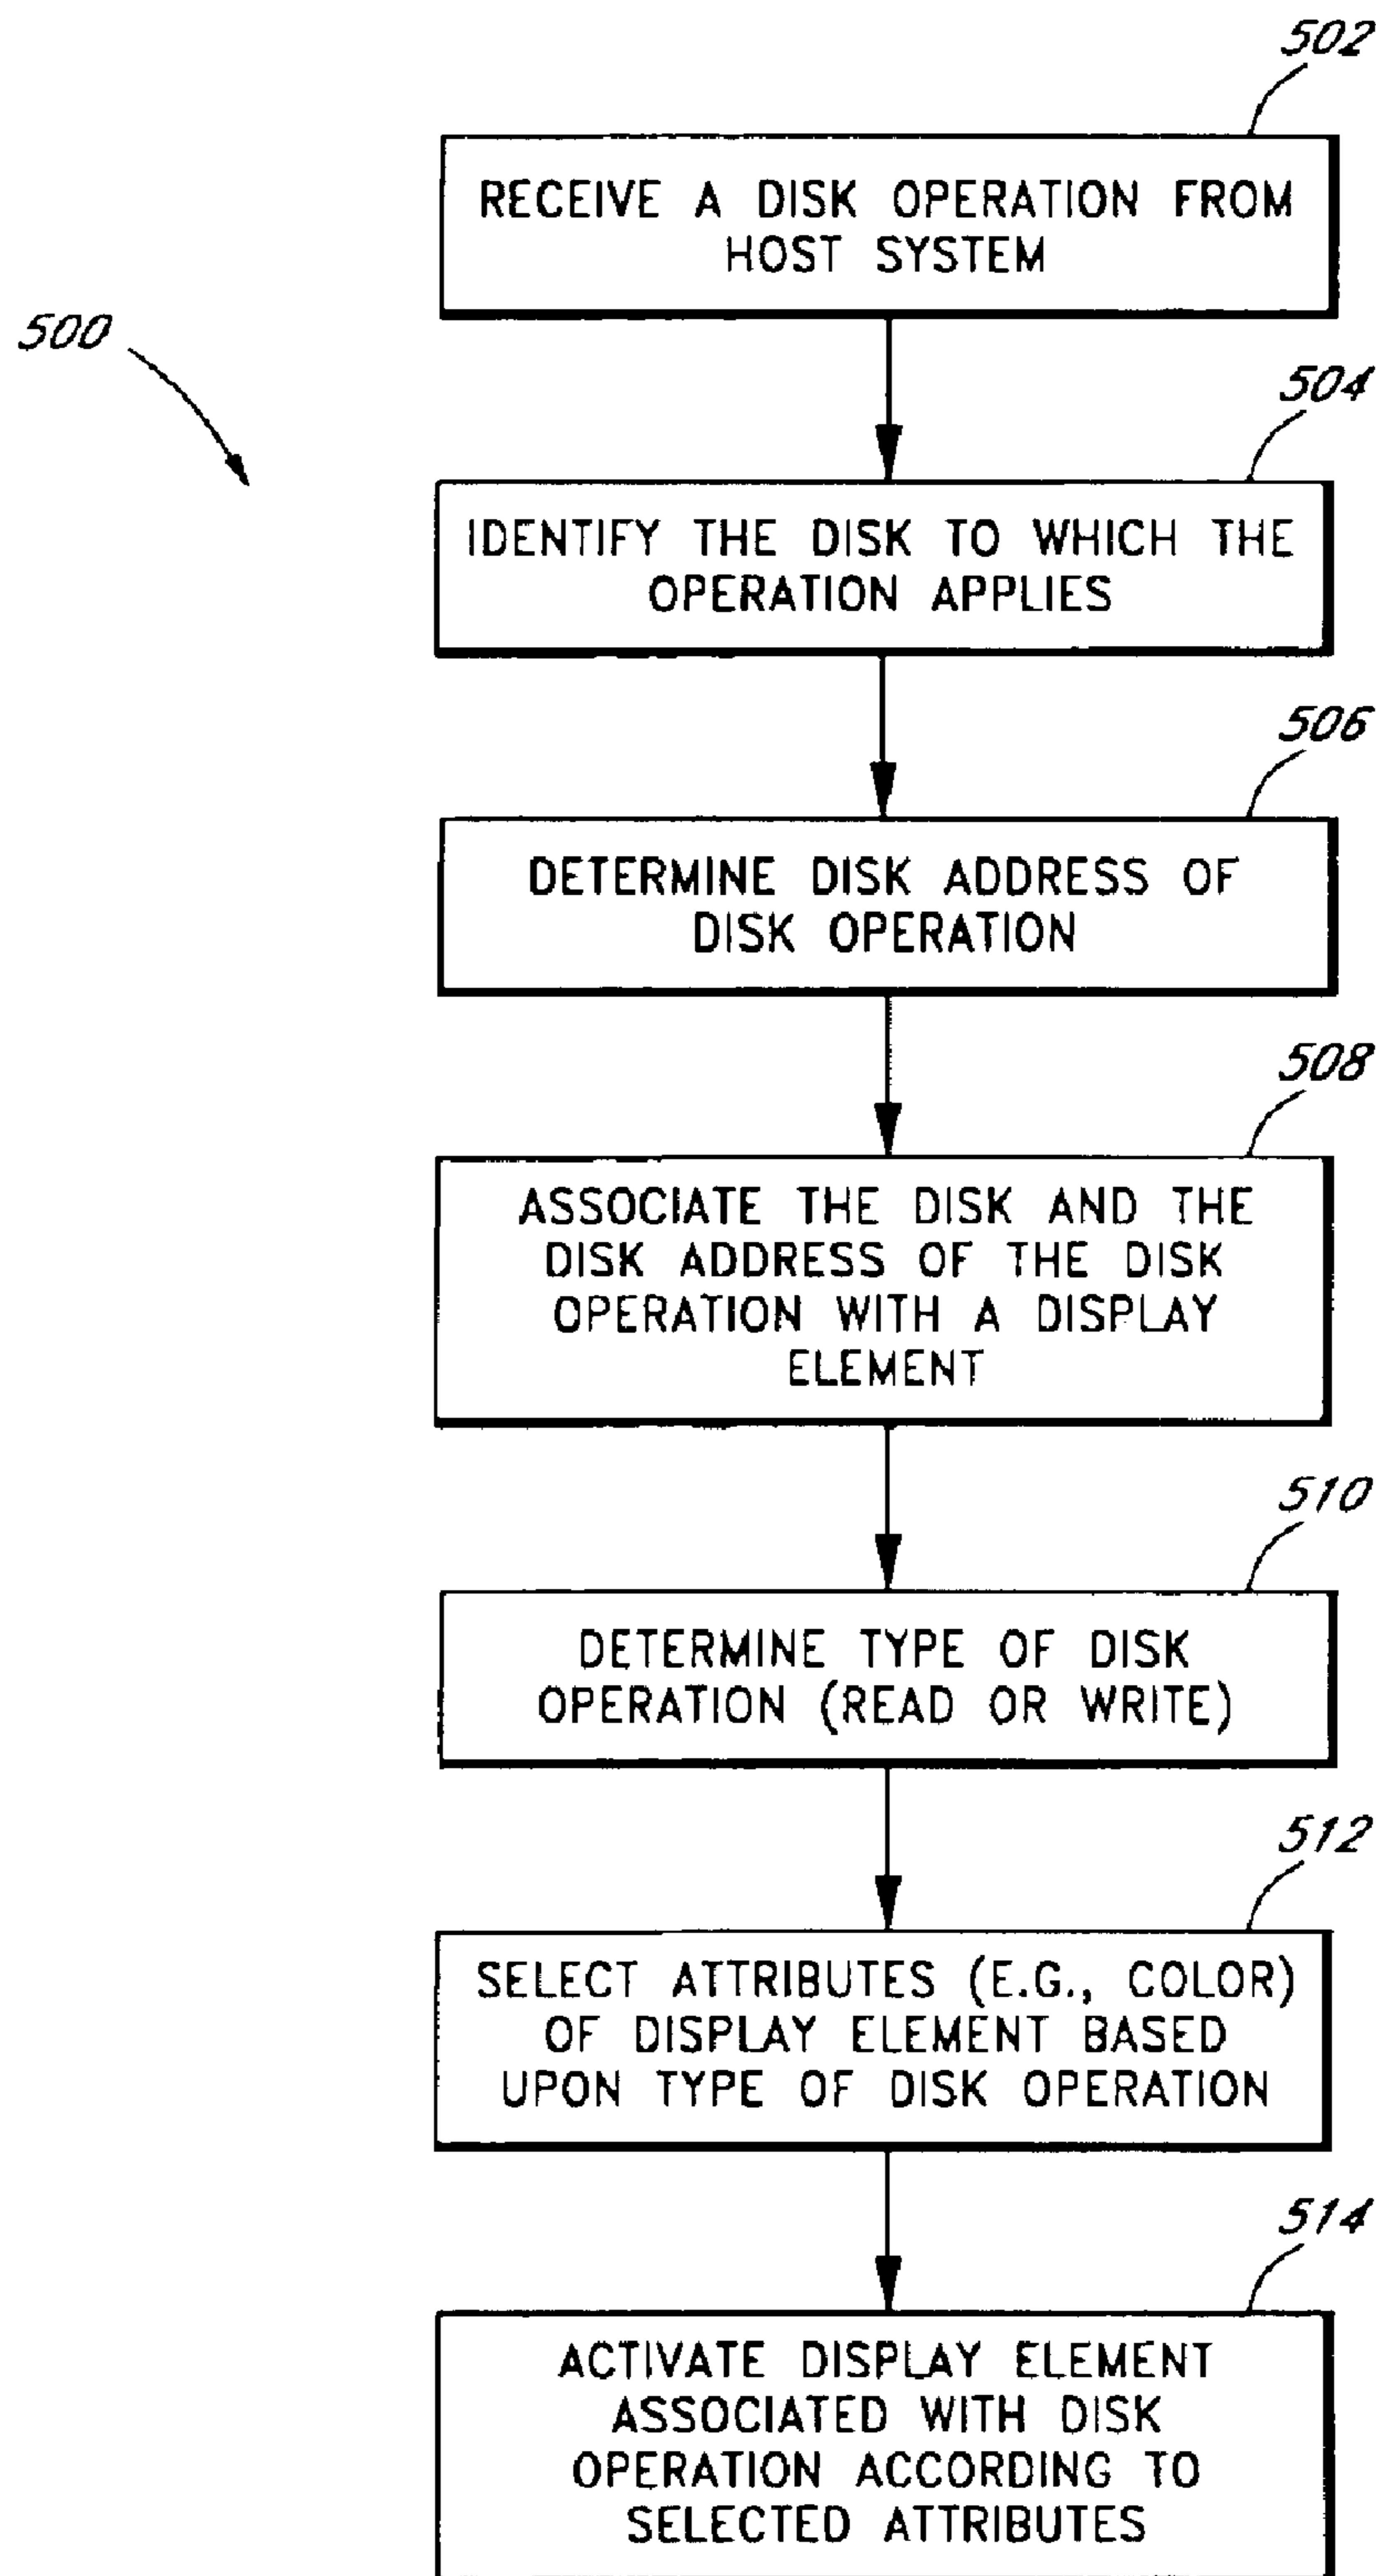 502
RECEIVE A DISK OPERATION FROM
HOST SYSTEM
500
504
IDENTIFY THE DISK TO WHICH THE
OPERATION APPLIES
506
DETERMINE DISK ADDRESS OF
DISK OPERATION
508
ASSOCIATE THE DISK AND THE
DISK ADDRESS OF THE DISK
OPERATION WITH A DISPLAY
ELEMENT
510
DETERMINE TYPE OF DISK
OPERATION (READ OR WRITE)
512
SELECT ATTRIBUTES (E.G., COLOR)
OF DISPLAY ELEMENT BASED
UPON TYPE OF DISK OPERATION
514
ACTIVATE DISPLAY ELEMENT
ASSOCIATED WITH DISK
OPERATION ACCORDING TO
SELECTED ATTRIBUTES